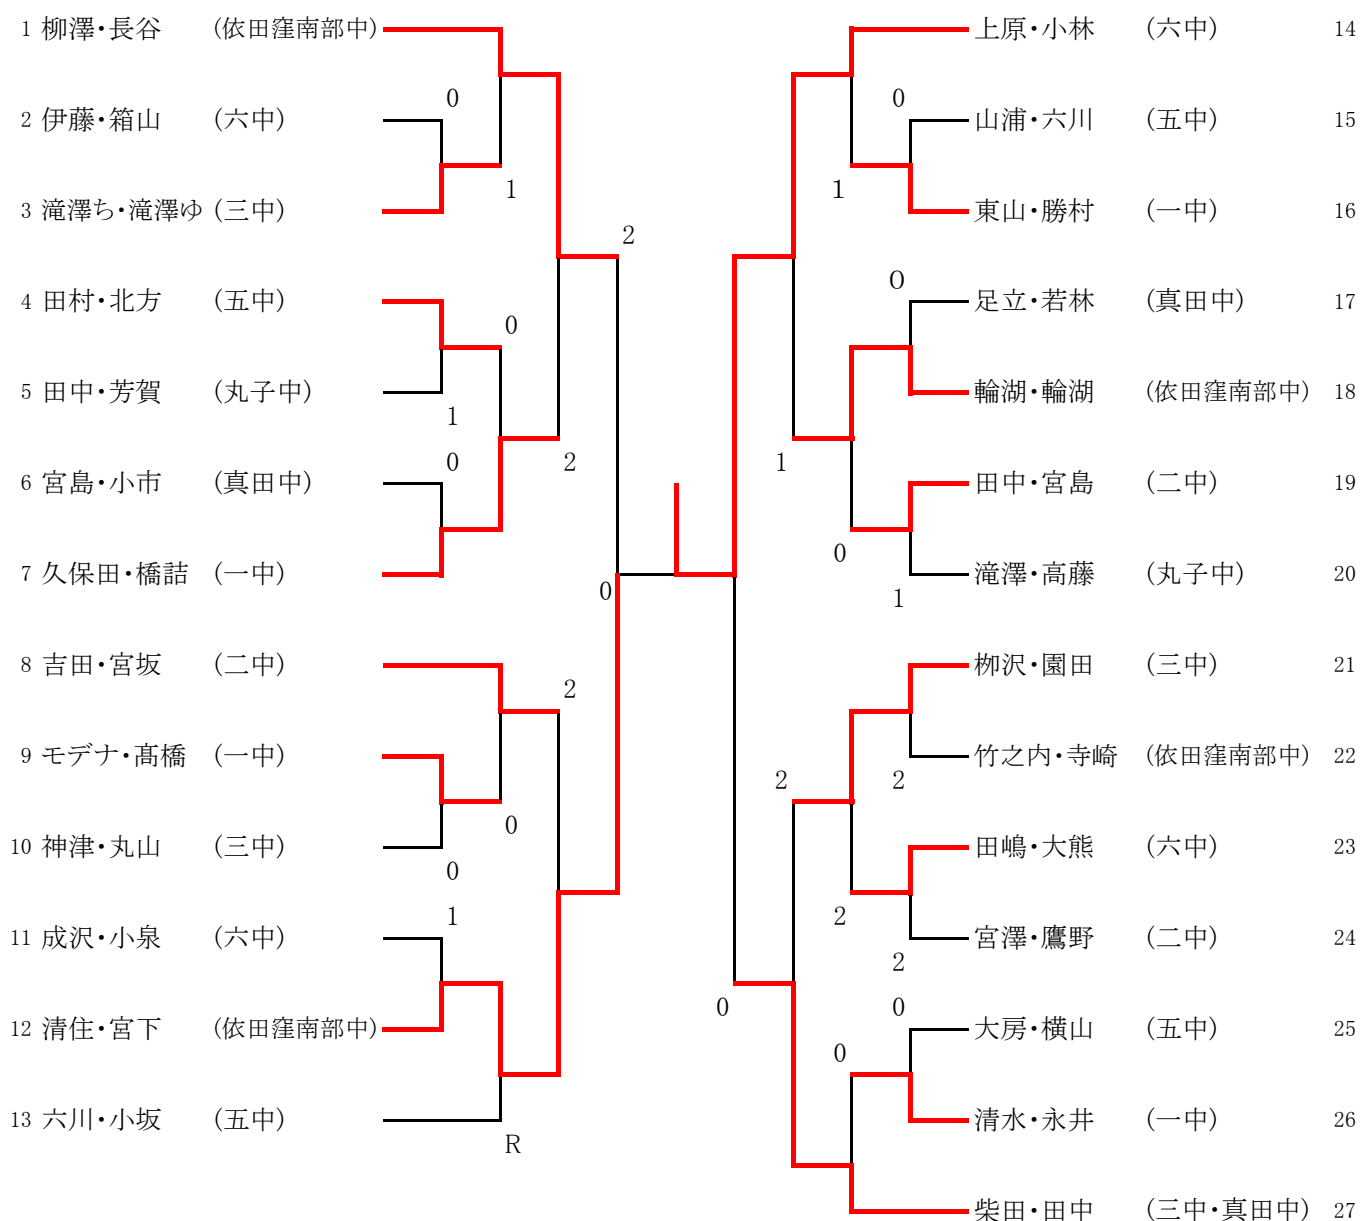 1 柳澤・長谷 (依田窪南部中)
0
2 伊藤・箱山 (六中)
1
3 滝澤ち・滝澤ゆ (三中)
2
4 田村・北方 (五中)
0
5 田中・芳賀 (丸子中)
1
0
2
6 宮島・小市 (真田中)
7 久保田・橋詰 (一中)
0
8 吉田・宮坂 (二中)
2
9 モデナ・髙橋 (一中)
0
10 神津・丸山 (三中)
0
1
11 成沢・小泉 (六中)
12 清住・宮下 (依田窪南部中)
13 六川・小坂 (五中)
R
上原・小林 (六中) 14
0
山浦・六川 (五中) 15
1
東山・勝村 (一中) 16
0
足立・若林 (真田中) 17
輪湖・輪湖 (依田窪南部中) 18
1
田中・宮島 (二中) 19
0
滝澤・高藤 (丸子中) 20
1
栁沢・園田 (三中) 21
竹之内・寺崎 (依田窪南部中) 22
2
2
田嶋・大熊 (六中) 23
2
宮澤・鷹野 (二中) 24
2
0
0
大房・横山 (五中) 25
0
清水・永井 (一中) 26
柴田・田中 (三中・真田中) 27